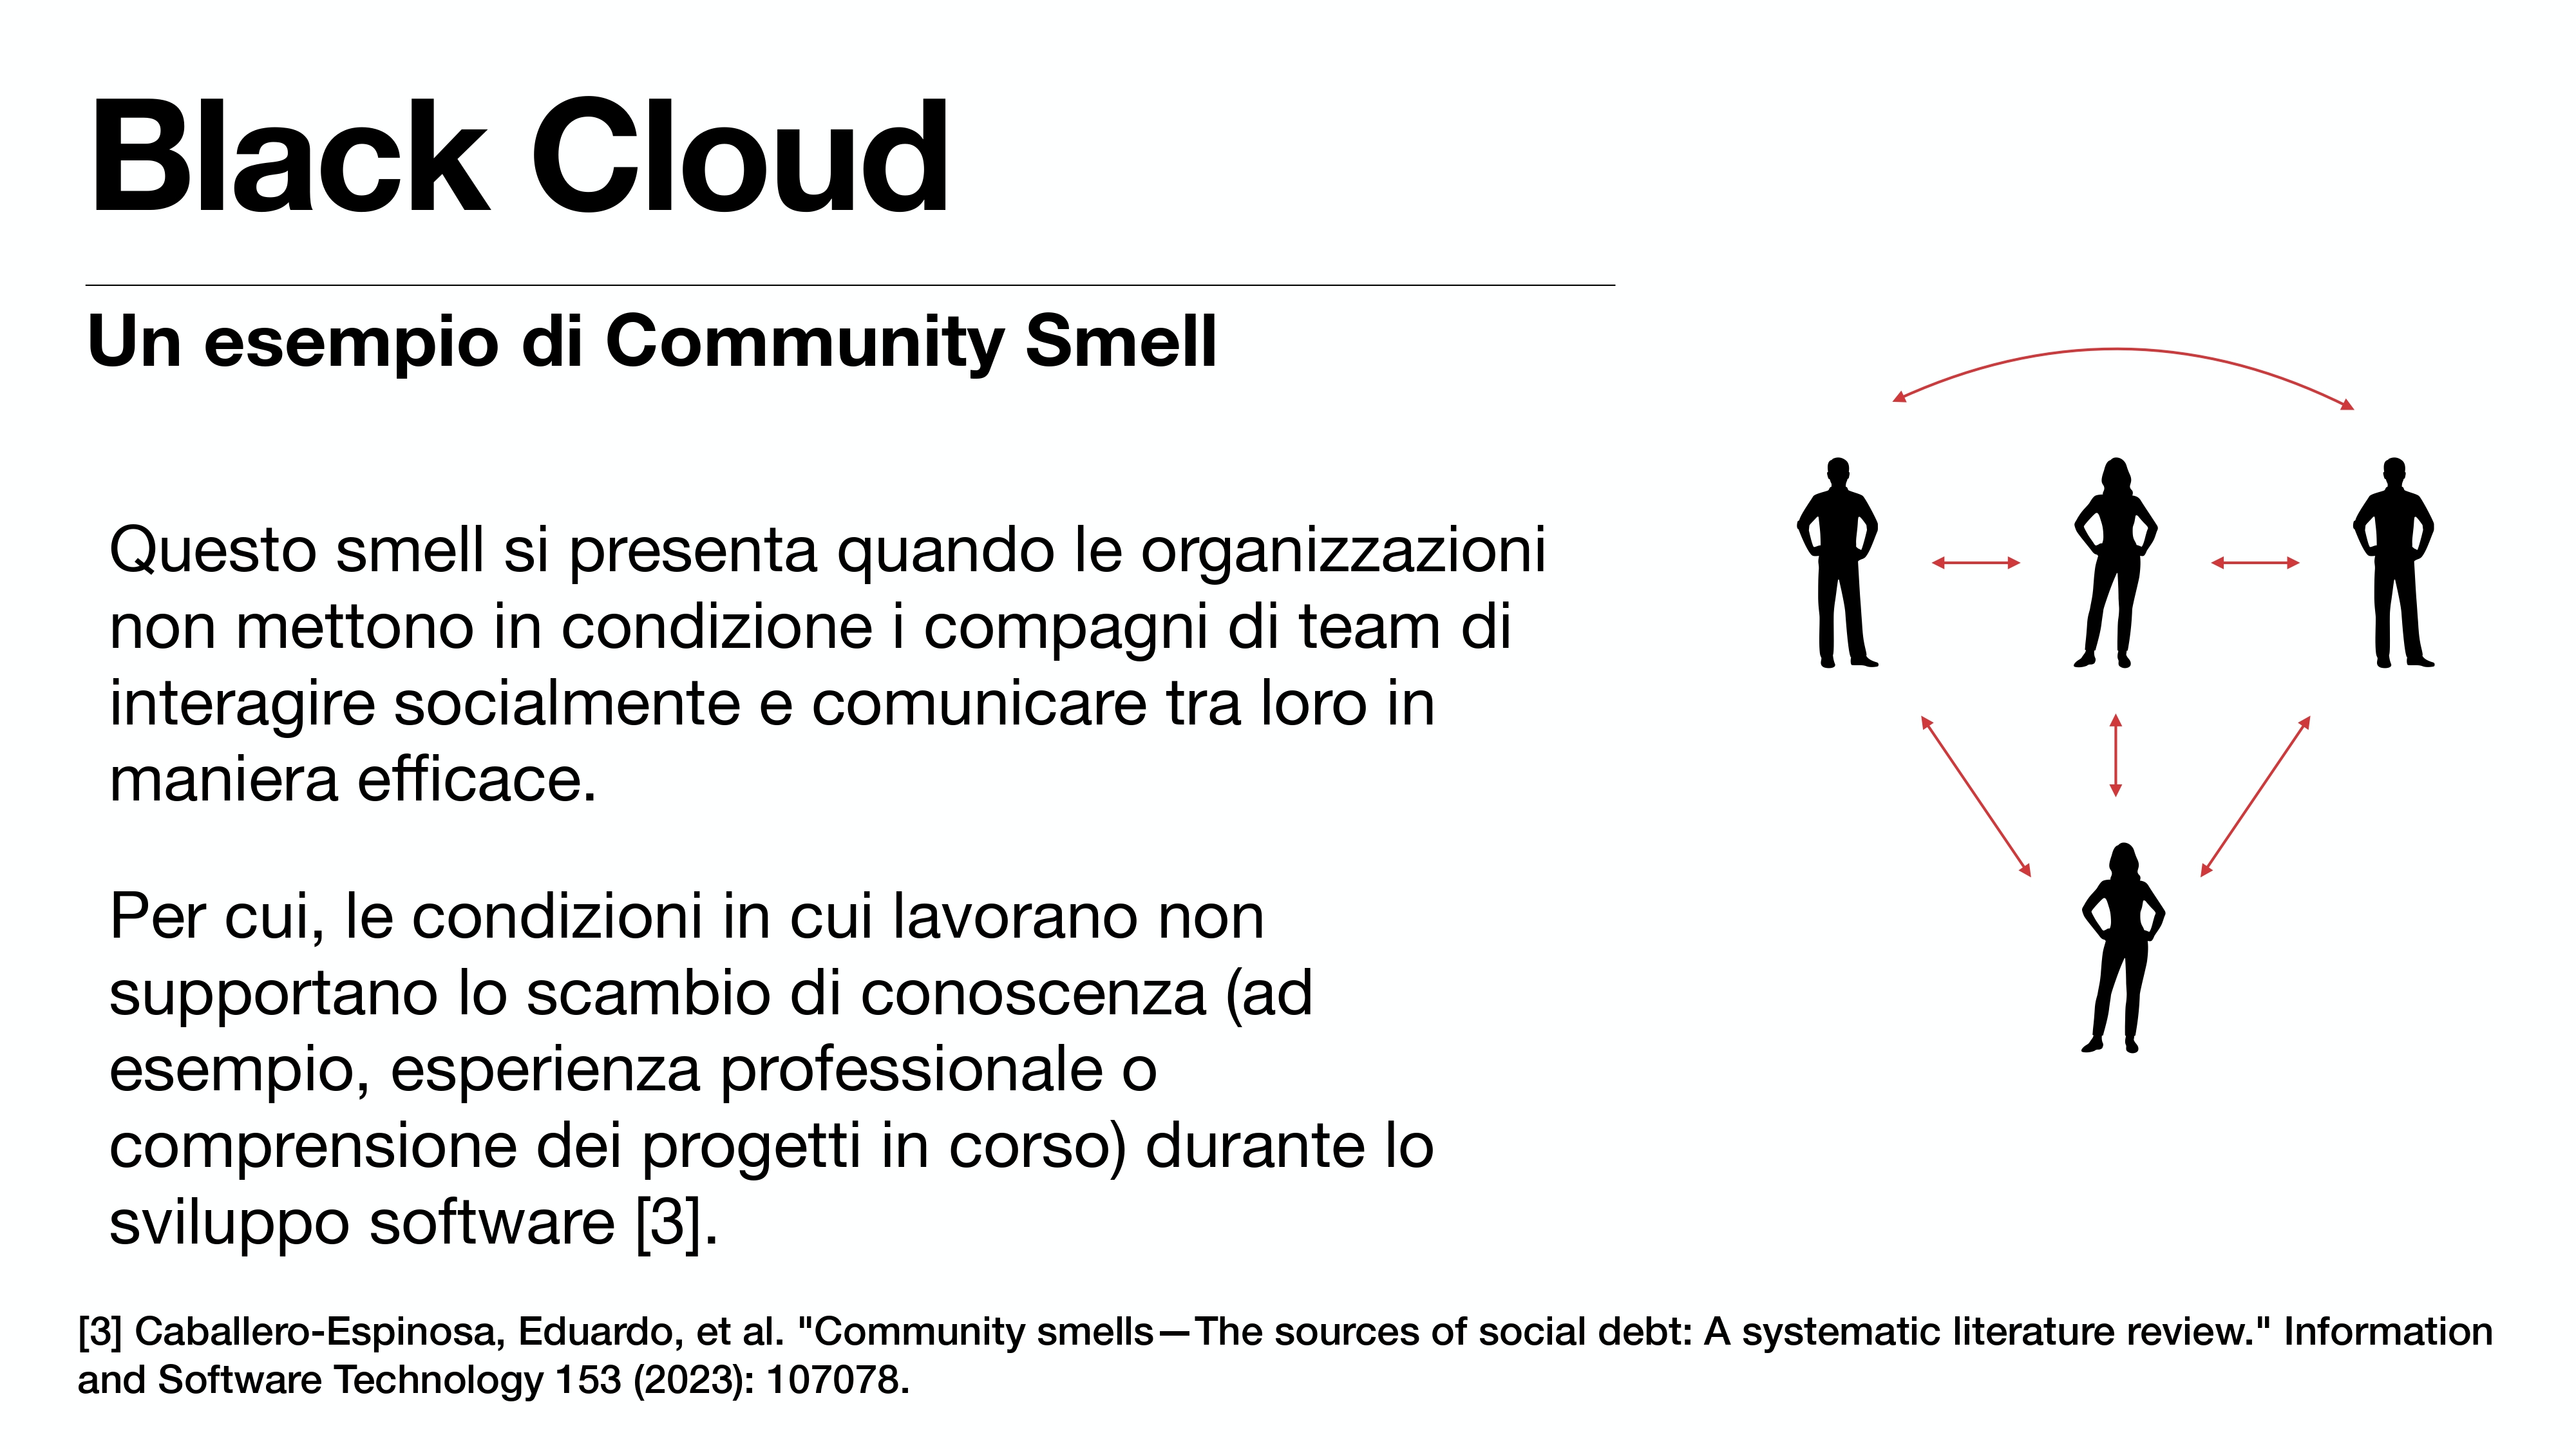 Black Cloud
Un esempio di Community Smell
Questo smell si presenta quando le organizzazioni
non mettono in condizione i compagni di team di
interagire socialmente e comunicare tra loro in
maniera efficace.
Per cui, le condizioni in cui lavorano non
supportano lo scambio di conoscenza (ad
esempio, esperienza professionale o
comprensione dei progetti in corso) durante lo
sviluppo software [3].
[3] Caballero-Espinosa, Eduardo, et al. "Community smells—The sources of social debt: A systematic literature review." Information
and Software Technology 153 (2023): 107078.